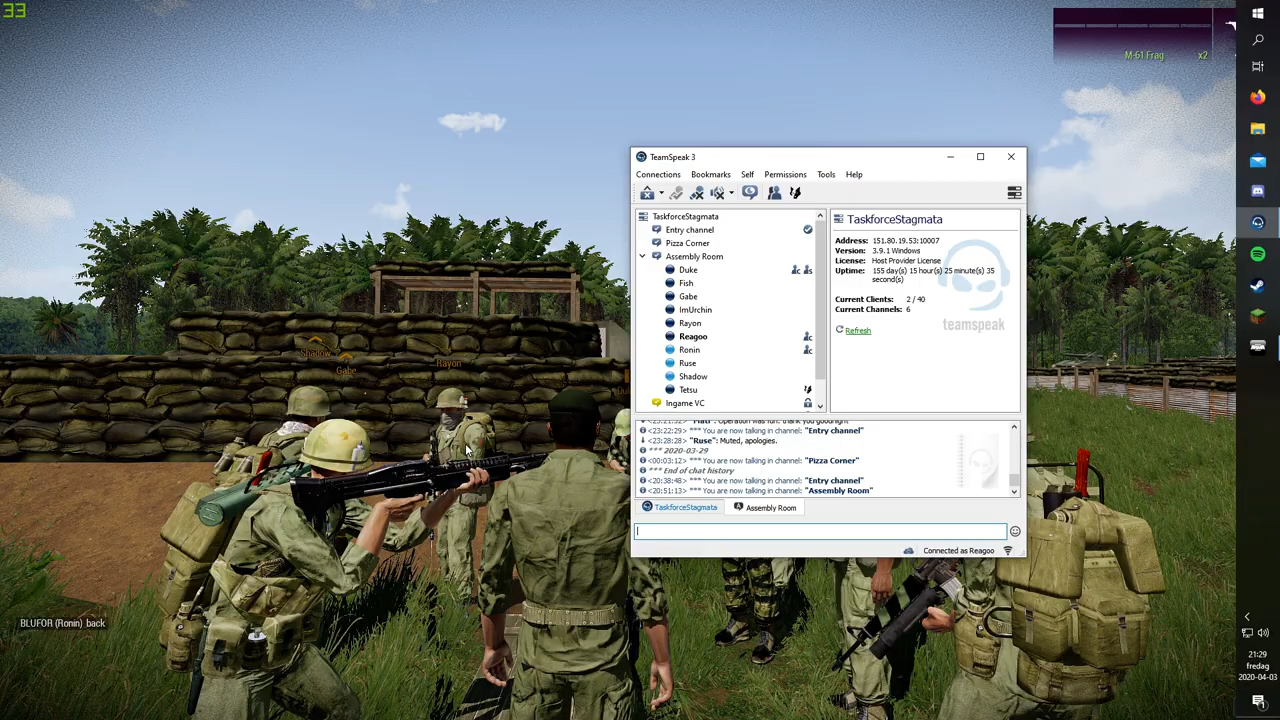 33
M-61 Frag x2
TeamSpeak 3
Connections Bookmarks Self Permissions Tools Help
TaskforceStagmata
Entry channel
Pizza Corner
Assembly Room
Duke
Fish
Gabe
ImUrchin
Rayon
Reagoo
Ronin
Ruse
Shadow
Tetsu
Ingame VC
TaskforceStagmata
Address: 151.80.19.53:10007
Version: 3.9.1 Windows
License: Host Provider License
Uptime: 155 day(s) 15 hour(s) 25 minute(s) 35
second(s)
Current Clients: 2 / 40
Current Channels: 6
Refresh
teamspeak
Shadow
Gabe
Rayon
<23:22:29> *** You are now talking in channel: "Entry channel"
<23:28:28> "Ruse": Muted, apologies.
*** 2020-03-29
<00:03:12> *** You are now talking in channel: "Pizza Corner"
*** End of chat history
<20:38:48> *** You are now talking in channel: "Entry channel"
<20:51:13> *** You are now talking in channel: "Assembly Room"
TaskforceStagmata Assembly Room
Connected as Reagoo
BLUFOR (Ronin) back
21:29
fredag
2020-04-03